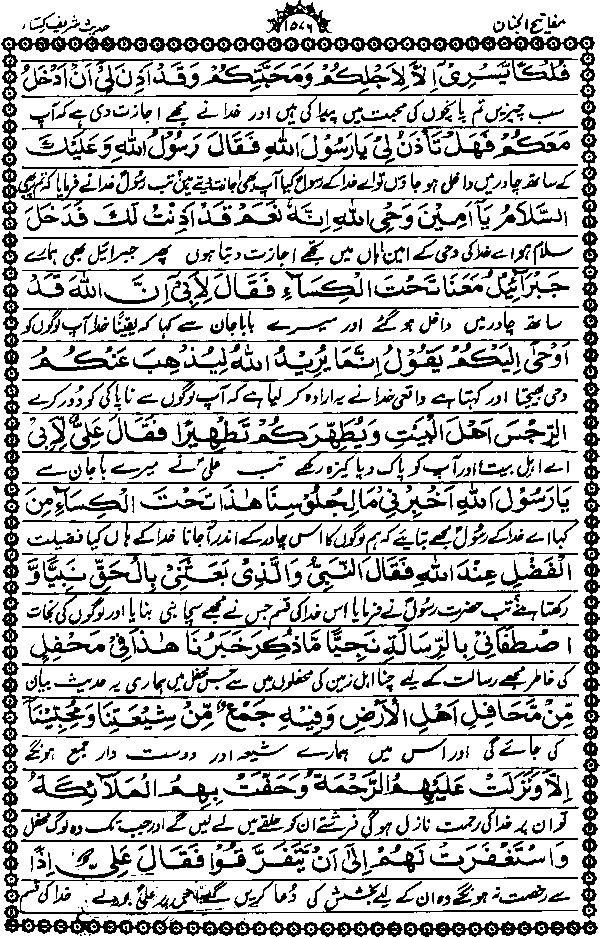 مفاتیح الجنان ۱۵۷۶ حدیث شریف کساء
فُلْكًا يَسْرِيْ اِلَّا لِاَجْلِكُمْ وَمَحَبَّتِكُمْ وَقَدْ اَذِنَ لِيْ اَنْ اَدْخُلَ
سب چیزیں تم پانچوں کی محبت میں پیدا کی ہیں اور خدا نے مجھے اجازت دی ہے کہ آپ
مَعَكُمْ فَهَلْ تَأْذَنُ لِيْ يَا رَسُوْلَ اللهِ فَقَالَ رَسُوْلُ اللهِ وَعَلَيْكَ
کے ساتھ چادر میں داخل ہو جاؤں تو اے خدا کے رسول کیا آپ بھی اجازت دیتے ہیں تب رسول خدا نے فرمایا کہ تم بھی
السَّلَامُ يَا اَمِيْنَ وَحْيِ اللهِ اِنَّهٗ نَعَمْ قَدْ اَذِنْتُ لَكَ فَدَخَلَ
سلام ہو اے خدا کی وحی کے امین ہاں میں تجھے اجازت دیتا ہوں پھر جبرائیل بھی ہمارے
جَبْرَائِيْلُ مَعَنَا تَحْتَ الْكِسَاءِ فَقَالَ لِاَبِيْ اِنَّ اللهَ قَدْ
ساتھ چادر میں داخل ہو گئے اور میرے بابا جان سے کہا کہ یقیناً خدا آپ لوگوں کو
اَوْحٰى اِلَيْكُمْ يَقُوْلُ اِنَّمَا يُرِيْدُ اللهُ لِيُذْهِبَ عَنْكُمُ
وحی بھیجتا اور کہتا ہے واقعی خدا نے یہ ارادہ کر لیا ہے کہ آپ لوگوں سے ناپاکی کو دور کرے
الرِّجْسَ اَهْلَ الْبَيْتِ وَيُطَهِّرَكُمْ تَطْهِيْرًا فَقَالَ عَلِيٌّ لِاَبِيْ
اے اہل بیت اور آپ کو پاک و پاکیزہ رکھے تب علیؑ نے میرے بابا جان سے
يَا رَسُوْلَ اللهِ اَخْبِرْنِيْ مَا لِجُلُوْسِنَا هٰذَا تَحْتَ الْكِسَاءِ مِنَ
کہا اے خدا کے رسول مجھے بتایئے کہ ہم لوگوں کا اس چادر کے اندر آ جانا خدا کے ہاں کیا فضیلت
الْفَضْلِ عِنْدَ اللهِ فَقَالَ النَّبِيُّ وَالَّذِيْ بَعَثَنِيْ بِالْحَقِّ نَبِيًّا وَ
رکھتا ہے تب حضرت رسول نے فرمایا اس خدا کی قسم جس نے مجھے سچا نبی بنایا اور لوگوں کی نجات
اصْطَفَانِيْ بِالرِّسَالَةِ نَجِيًّا مَا ذُكِرَ خَبَرُنَا هٰذَا فِيْ مَحْفِلٍ
کی خاطر مجھے رسالت کے لیے چنا اہل زمین کی محفلوں میں سے جس محفل میں ہماری یہ حدیث بیان
مِّنْ مَّحَافِلِ اَهْلِ الْاَرْضِ وَفِيْهِ جَمْعٌ مِّنْ شِيْعَتِنَا وَمُحِبِّيْنَا
کی جائے گی اور اس میں ہمارے شیعہ اور دوست دار جمع ہونگے
اِلَّا وَنَزَلَتْ عَلَيْهِمُ الرَّحْمَةُ وَحَفَّتْ بِهِمُ الْمَلَآئِكَةُ
تو ان پر خدا کی رحمت نازل ہو گی فرشتے ان کو حلقے میں لے لیں گے اور جب تک وہ لوگ محفل
وَاسْتَغْفَرَتْ لَهُمْ اِلٰى اَنْ يَّتَفَرَّقُوْا فَقَالَ عَلِيٌّ اِذًا
سے رخصت نہ ہونگے وہ ان کے لیے بخشش کی دعا کریں گے اس پر علیؑ بولے خدا کی قسم